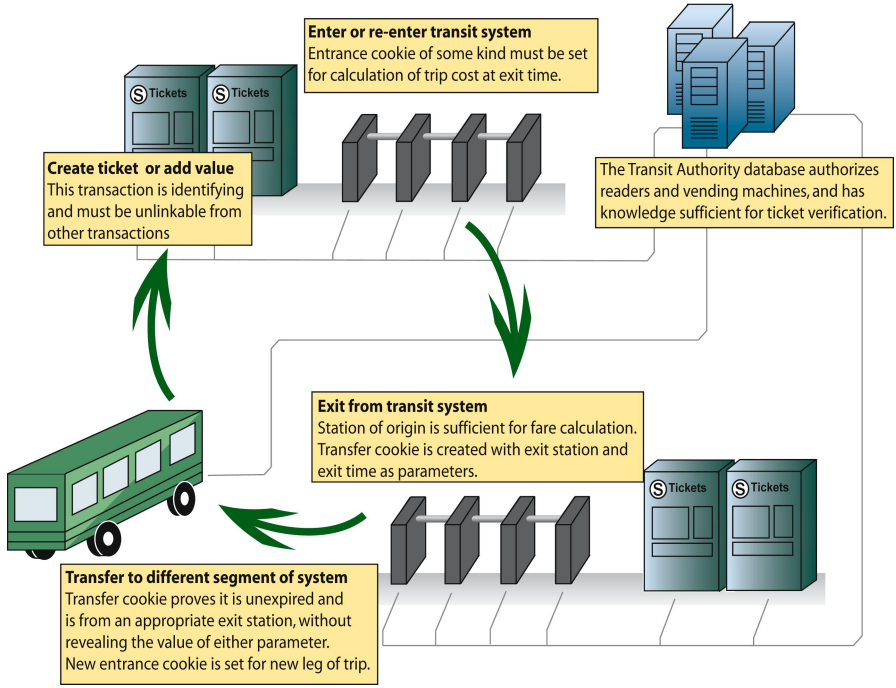 Enter or re-enter transit system
Entrance cookie of some kind must be set
for calculation of trip cost at exit time.
S Tickets
S Tickets
Create ticket or add value
This transaction is identifying
and must be unlinkable from
other transactions
The Transit Authority database authorizes
readers and vending machines, and has
knowledge sufficient for ticket verification.
Exit from transit system
Station of origin is sufficient for fare calculation.
Transfer cookie is created with exit station and
exit time as parameters.
S Tickets
S Tickets
Transfer to different segment of system
Transfer cookie proves it is unexpired and
is from an appropriate exit station, without
revealing the value of either parameter.
New entrance cookie is set for new leg of trip.